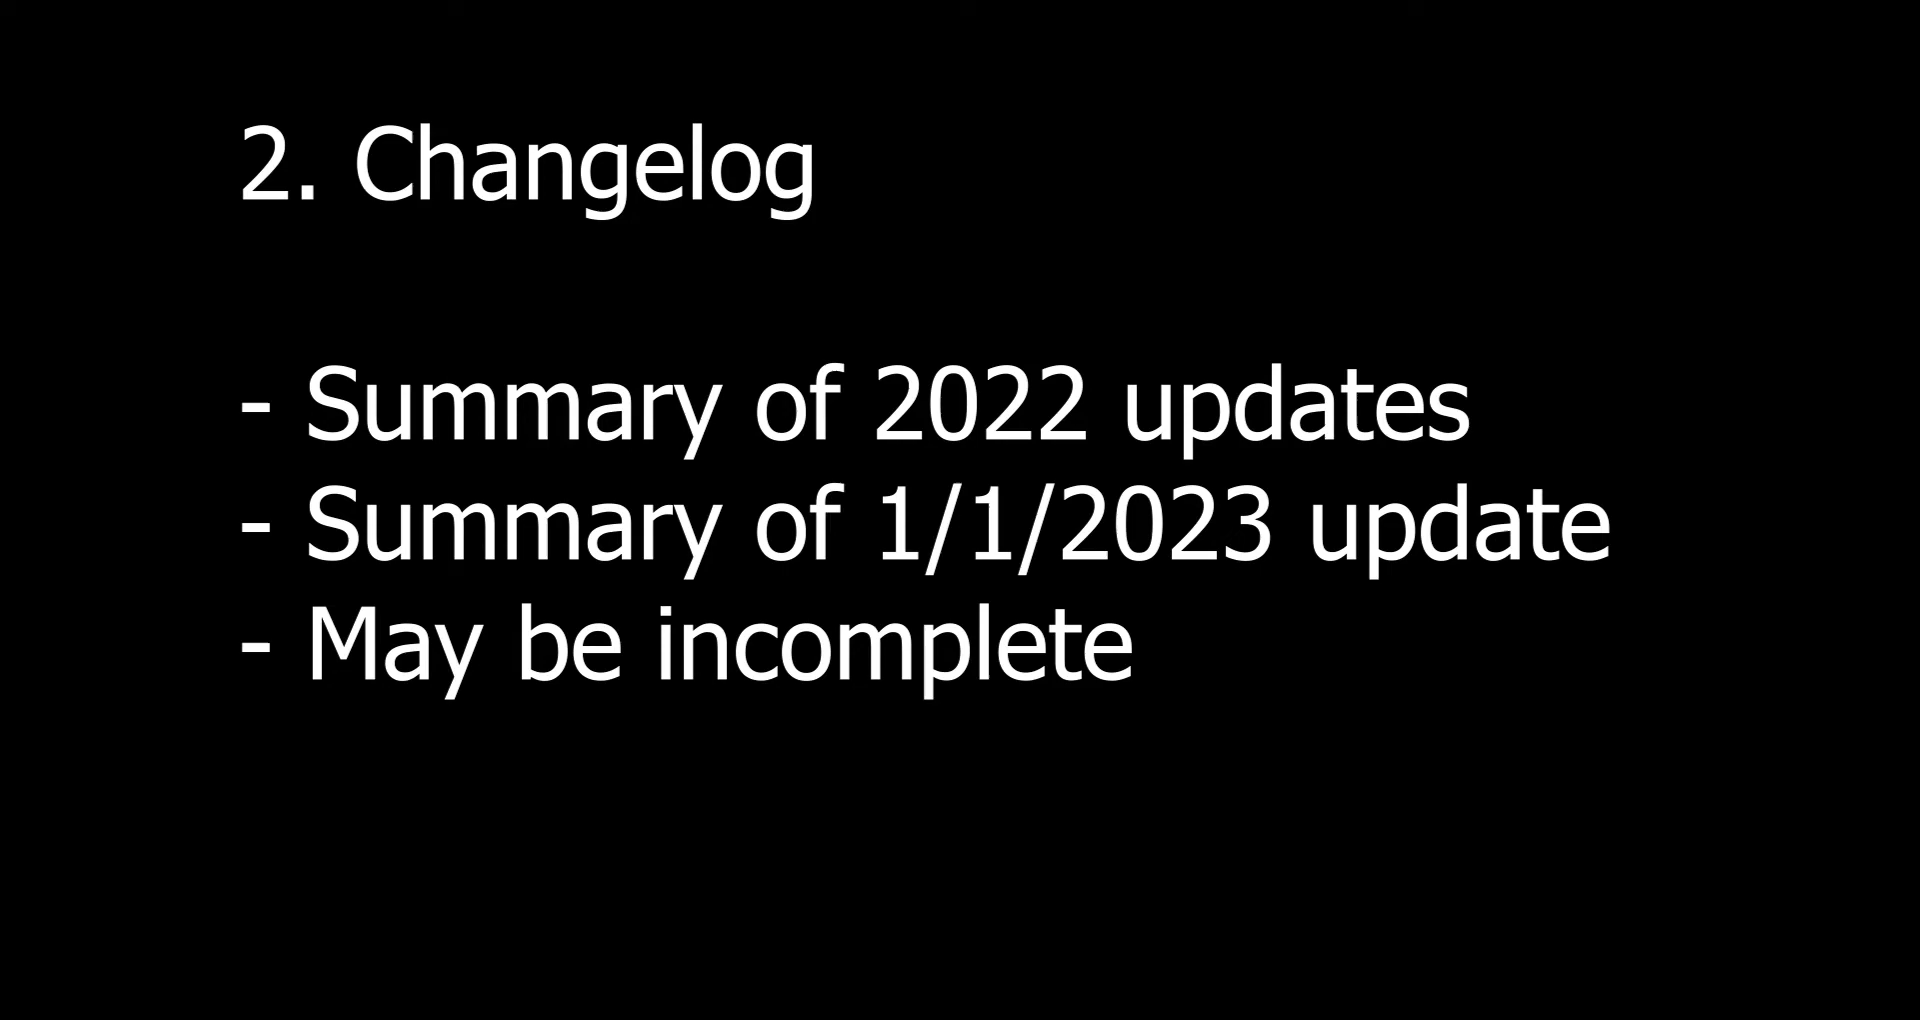 2. Changelog
- Summary of 2022 updates
- Summary of 1/1/2023 update
- May be incomplete